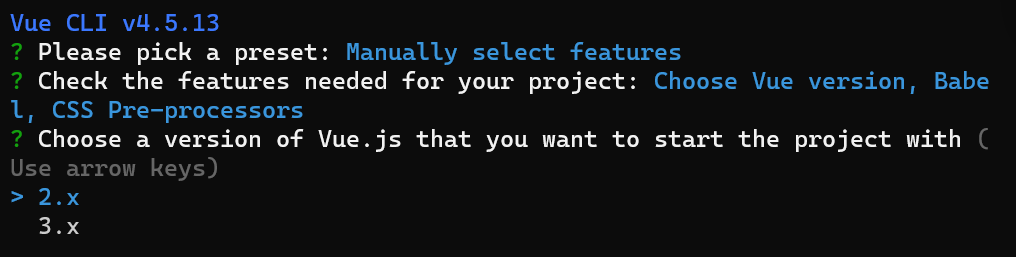 Vue CLI v4.5.13
? Please pick a preset: Manually select features
? Check the features needed for your project: Choose Vue version, Babe
l, CSS Pre-processors
? Choose a version of Vue.js that you want to start the project with (
Use arrow keys)
> 2.x
  3.x